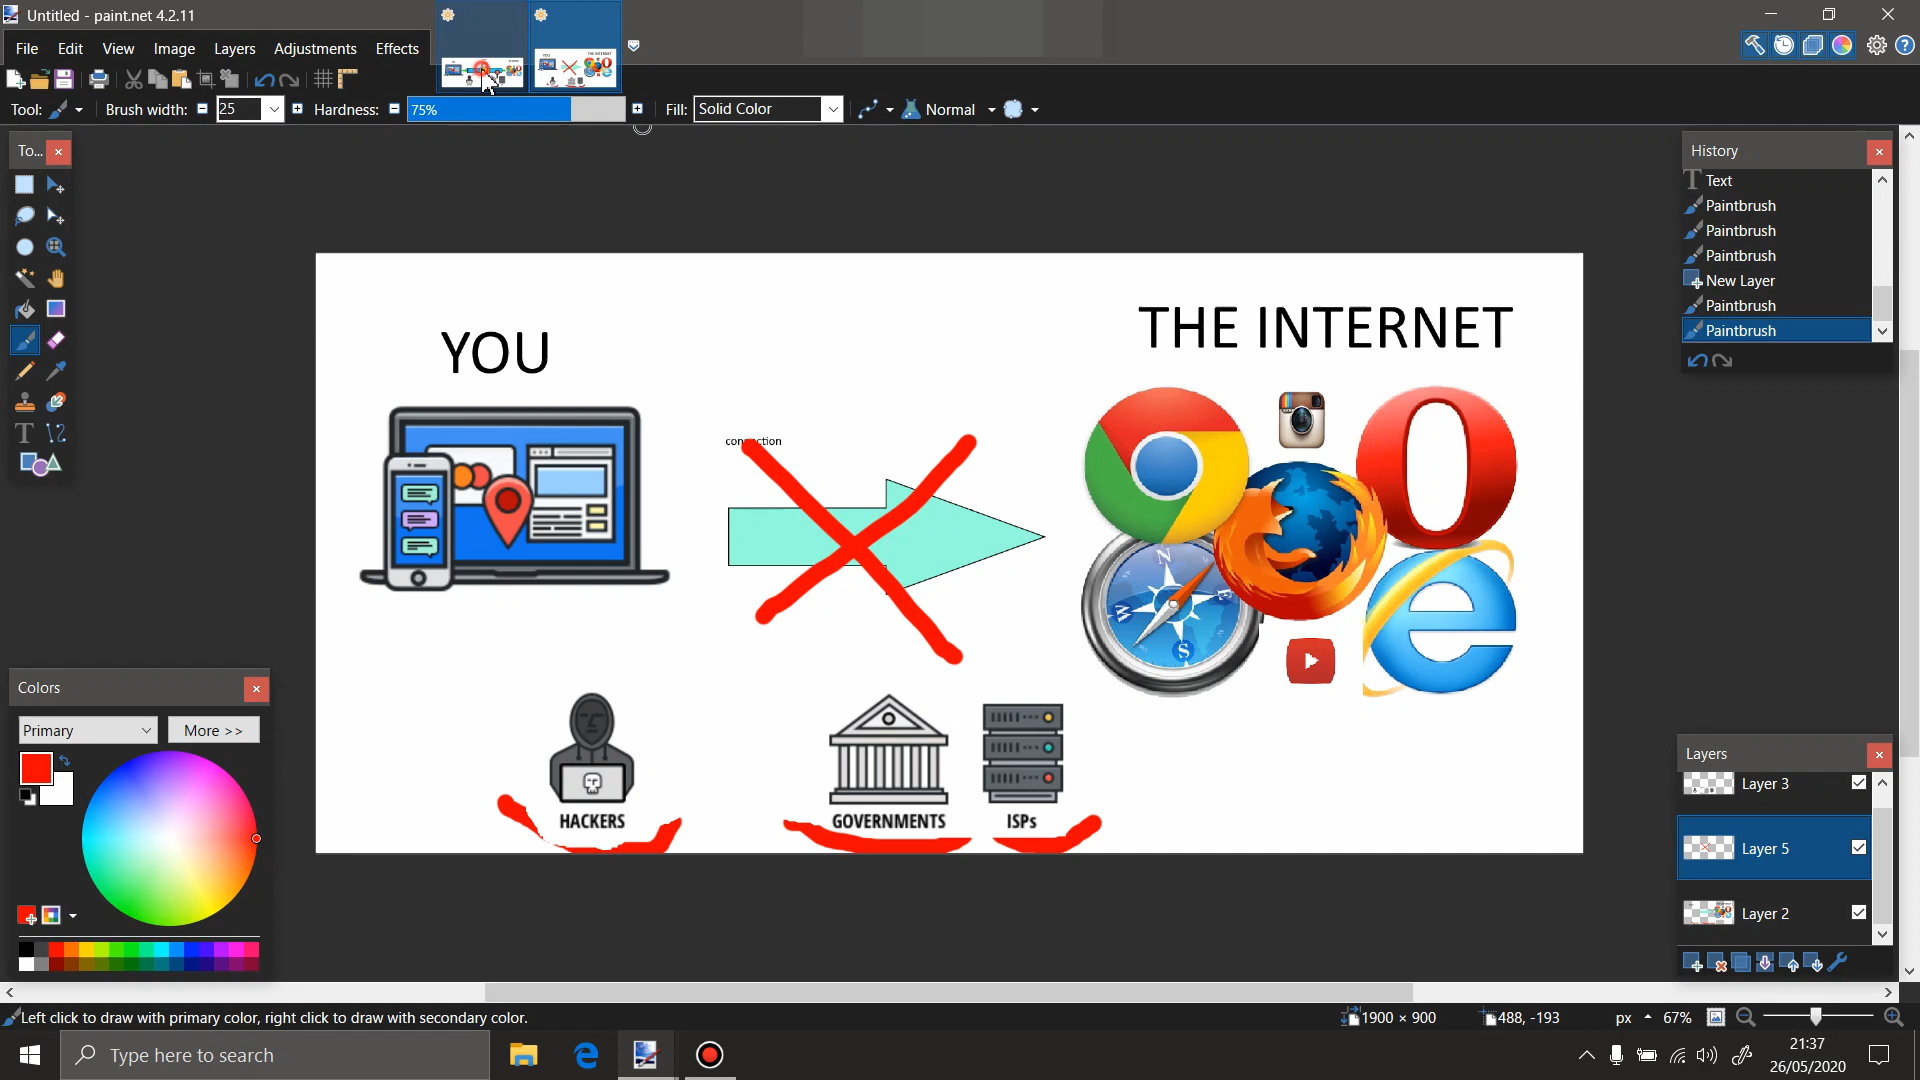 Untitled - paint.net 4.2.11
File Edit View Image Layers Adjustments Effects
Tool: Brush width: 25 Hardness: 75% Fill: Solid Color Normal
To...
History
Text
Paintbrush
Paintbrush
Paintbrush
New Layer
Paintbrush
Paintbrush
YOU
THE INTERNET
N
W
E
S
HACKERS
GOVERNMENTS
ISPs
Colors
Primary
More >>
Layers
Layer 3
Layer 5
Layer 2
Left click to draw with primary color, right click to draw with secondary color.
1900 × 900
488, -193
px
67%
Type here to search
21:37
26/05/2020